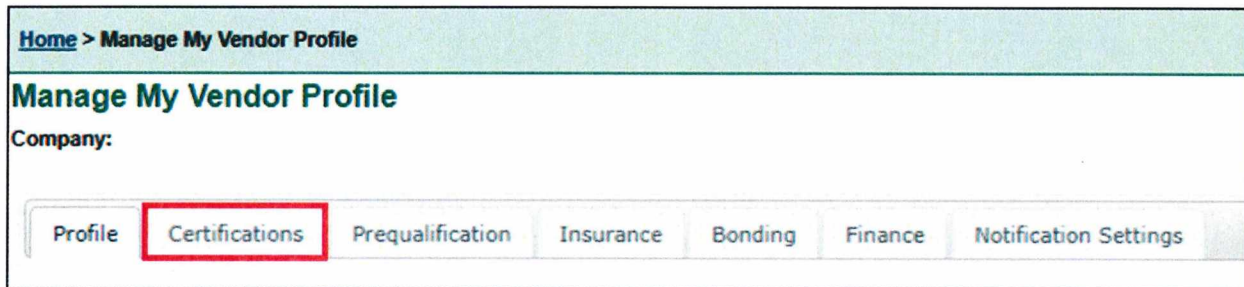 Home > Manage My Vendor Profile
Manage My Vendor Profile
Company:
Profile Certifications Prequalification Insurance Bonding Finance Notification Settings